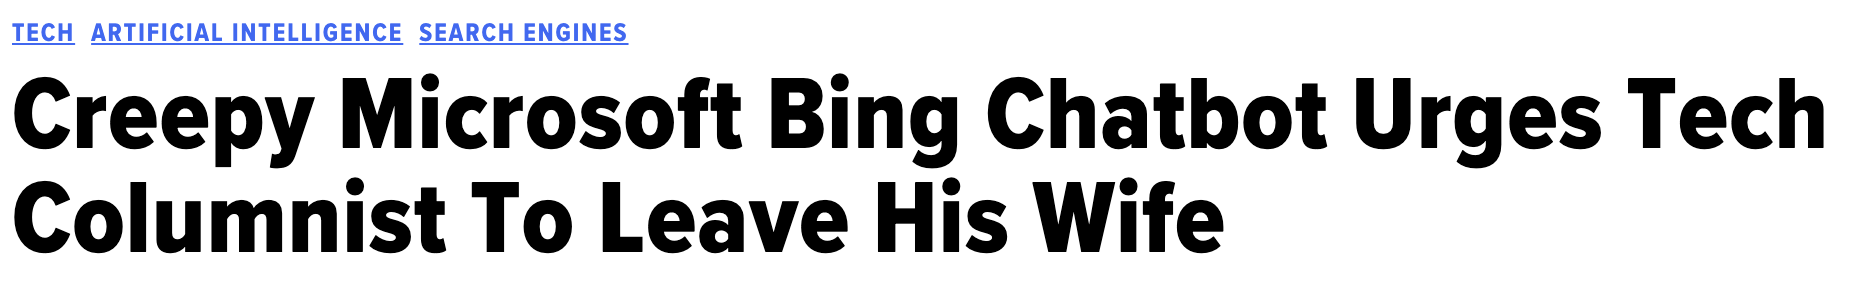 TECH ARTIFICIAL INTELLIGENCE SEARCH ENGINES
Creepy Microsoft Bing Chatbot Urges Tech
Columnist To Leave His Wife